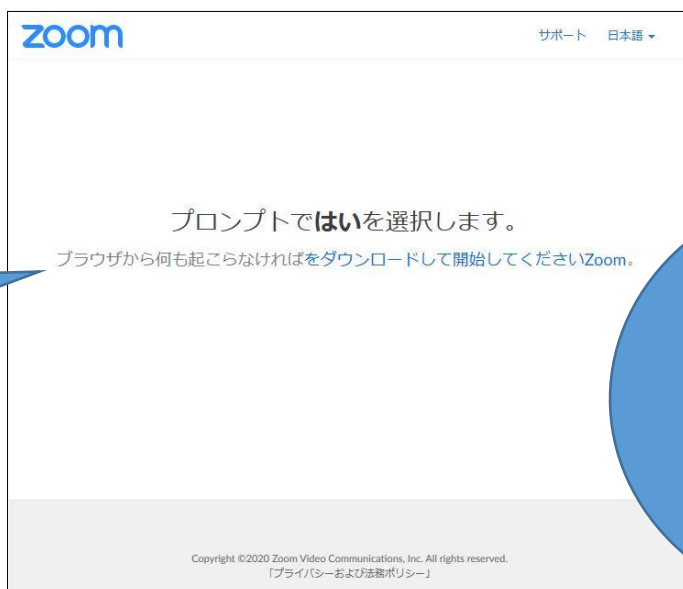 zoom
サポート 日本語
プロンプトではいを選択します。
ブラウザから何も起こらなければをダウンロードして開始してくださいZoom。
Copyright ©2020 Zoom Video Communications, Inc. All rights reserved.
「プライバシーおよび法務ポリシー」